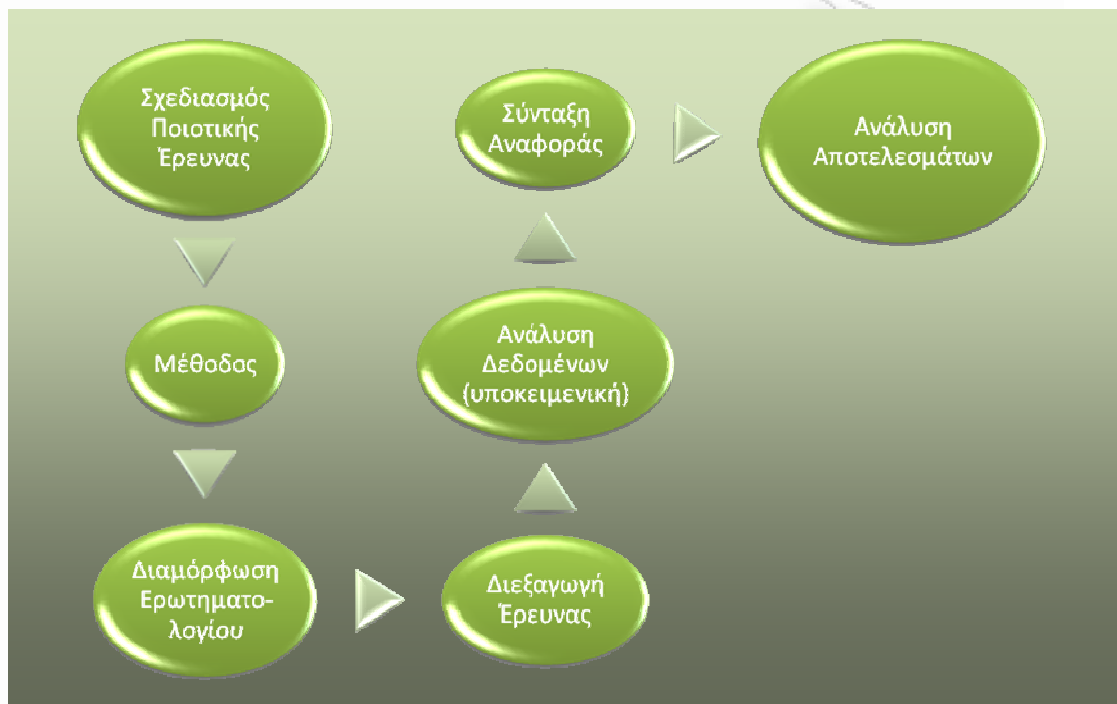 Σχεδιασμός
Ποιοτικής
Έρευνας
Μέθοδος
Διαμόρφωση
Ερωτηματο-
λογίου
Διεξαγωγή
Έρευνας
Ανάλυση
Δεδομένων
(υποκειμενική)
Σύνταξη
Αναφοράς
Ανάλυση
Αποτελεσμάτων